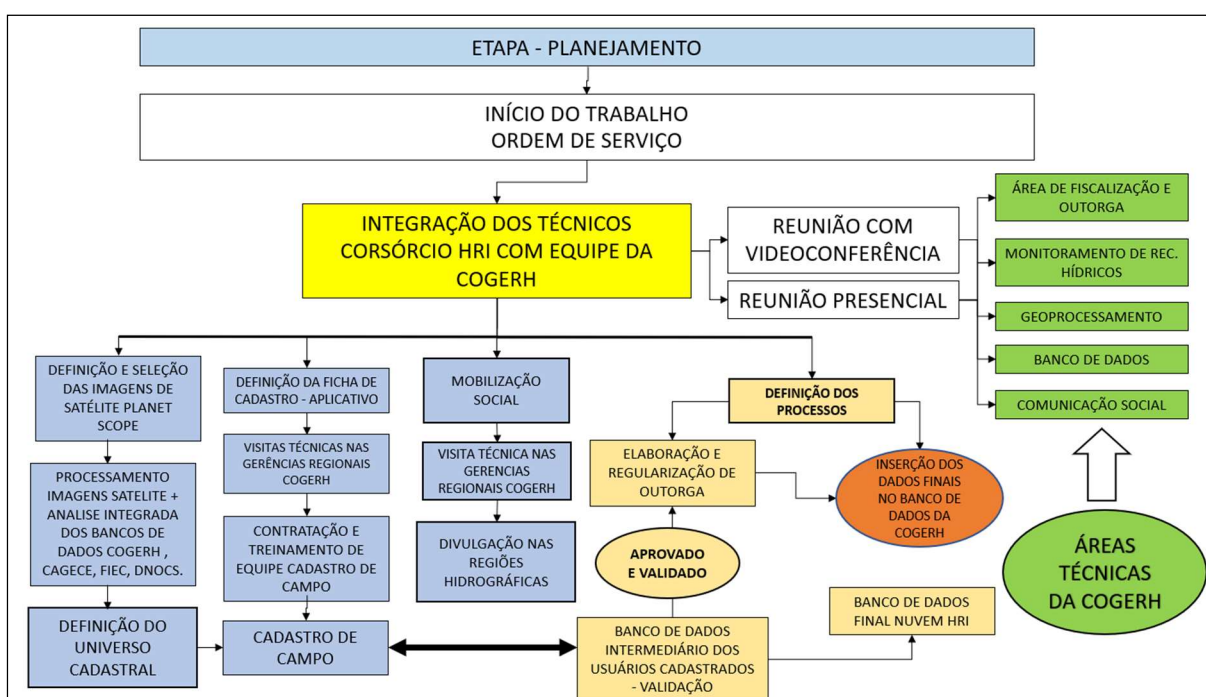 ETAPA - PLANEJAMENTO
INÍCIO DO TRABALHO
ORDEM DE SERVIÇO
INTEGRAÇÃO DOS TÉCNICOS
CORSÓRCIO HRI COM EQUIPE DA
COGERH
REUNIÃO COM
VIDEOCONFERÊNCIA
REUNIÃO PRESENCIAL
ÁREA DE FISCALIZAÇÃO E
OUTORGA
MONITORAMENTO DE REC.
HÍDRICOS
GEOPROCESSAMENTO
BANCO DE DADOS
COMUNICAÇÃO SOCIAL
ÁREAS
TÉCNICAS
DA COGERH
DEFINIÇÃO E SELEÇÃO
DAS IMAGENS DE
SATÉLITE PLANET
SCOPE
PROCESSAMENTO
IMAGENS SATELITE +
ANALISE INTEGRADA
DOS BANCOS DE
DADOS COGERH ,
CAGECE, FIEC, DNOCS.
DEFINIÇÃO DO
UNIVERSO
CADASTRAL
DEFINIÇÃO DA FICHA DE
CADASTRO - APLICATIVO
VISITAS TÉCNICAS NAS
GERÊNCIAS REGIONAIS
COGERH
CONTRATAÇÃO E
TREINAMENTO DE
EQUIPE CADASTRO DE
CAMPO
CADASTRO DE
CAMPO
MOBILIZAÇÃO
SOCIAL
VISITA TÉCNICA NAS
GERENCIAS
REGIONAIS COGERH
DIVULGAÇÃO NAS
REGIÕES
HIDROGRÁFICAS
DEFINIÇÃO DOS
PROCESSOS
ELABORAÇÃO E
REGULARIZAÇÃO DE
OUTORGA
INSERÇÃO DOS
DADOS FINAIS
NO BANCO DE
DADOS DA
COGERH
APROVADO
E VALIDADO
BANCO DE DADOS
INTERMEDIÁRIO DOS
USUÁRIOS CADASTRADOS
- VALIDAÇÃO
BANCO DE DADOS
FINAL NUVEM HRI